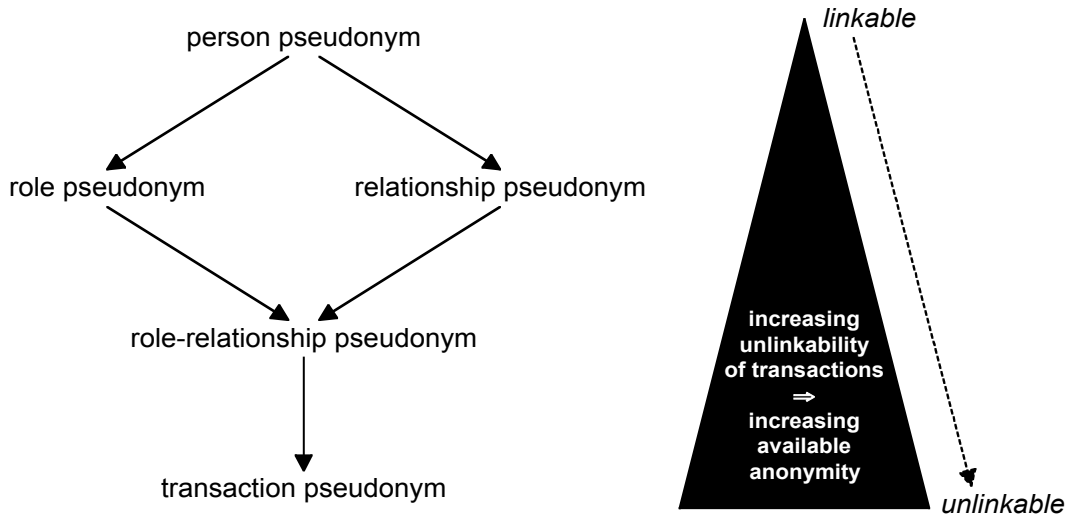 person pseudonym
role pseudonym
relationship pseudonym
role-relationship pseudonym
transaction pseudonym
linkable
increasing
unlinkability
of transactions
⇒
increasing
available
anonymity
unlinkable